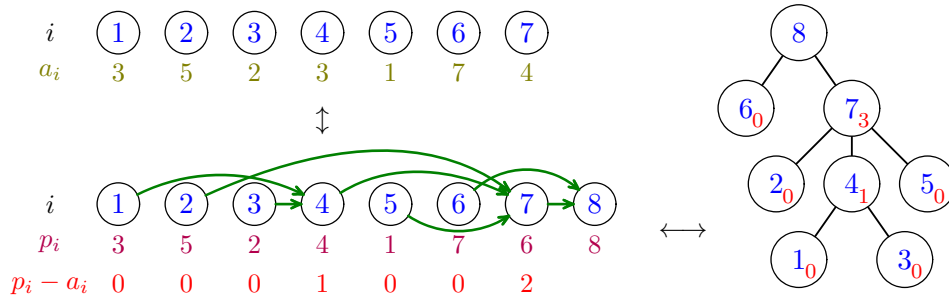 i 1 2 3 4 5 6 7
a_i 3 5 2 3 1 7 4
↕
i 1 2 3 4 5 6 7 8
p_i 3 5 2 4 1 7 6 8
p_i − a_i 0 0 0 1 0 0 2
⟷
8
6_0 7_3
2_0 4_1 5_0
1_0 3_0